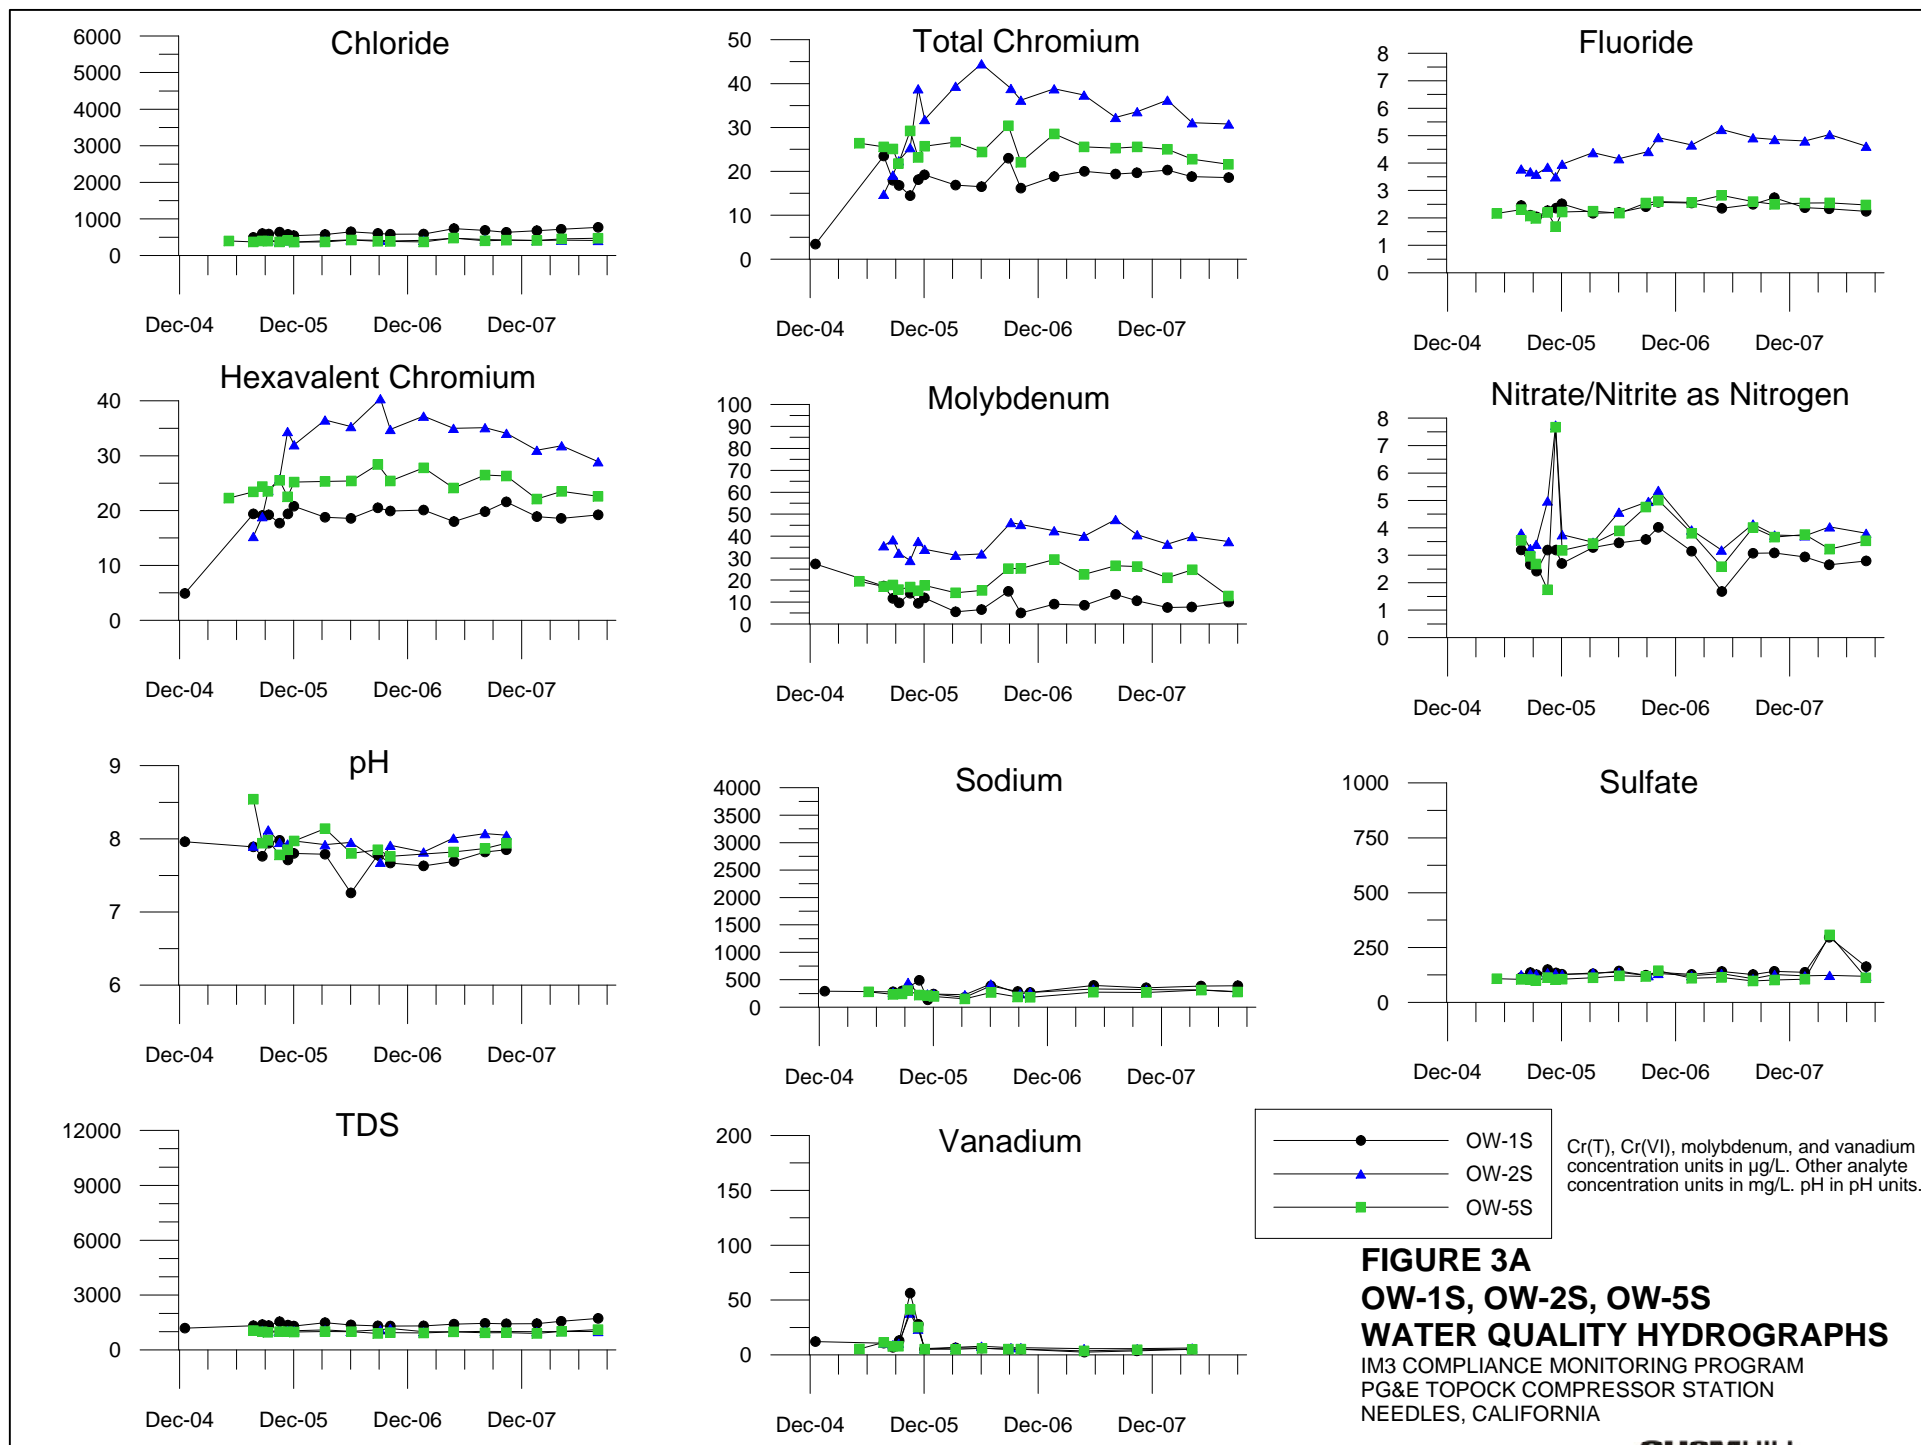 Chloride
6000
5000
4000
3000
2000
1000
0
Dec-04 Dec-05 Dec-06 Dec-07
Total Chromium
50
40
30
20
10
0
Dec-04 Dec-05 Dec-06 Dec-07
Fluoride
8
7
6
5
4
3
2
1
0
Dec-04 Dec-05 Dec-06 Dec-07
Hexavalent Chromium
40
30
20
10
0
Dec-04 Dec-05 Dec-06 Dec-07
Molybdenum
100
90
80
70
60
50
40
30
20
10
0
Dec-04 Dec-05 Dec-06 Dec-07
Nitrate/Nitrite as Nitrogen
8
7
6
5
4
3
2
1
0
Dec-04 Dec-05 Dec-06 Dec-07
pH
9
8
7
6
Dec-04 Dec-05 Dec-06 Dec-07
Sodium
4000
3500
3000
2500
2000
1500
1000
500
0
Dec-04 Dec-05 Dec-06 Dec-07
Sulfate
1000
750
500
250
0
Dec-04 Dec-05 Dec-06 Dec-07
TDS
12000
9000
6000
3000
0
Dec-04 Dec-05 Dec-06 Dec-07
Vanadium
200
150
100
50
0
Dec-04 Dec-05 Dec-06 Dec-07
OW-1S
OW-2S
OW-5S
Cr(T), Cr(VI), molybdenum, and vanadium
concentration units in µg/L. Other analyte
concentration units in mg/L. pH in pH units.
FIGURE 3A
OW-1S, OW-2S, OW-5S
WATER QUALITY HYDROGRAPHS
IM3 COMPLIANCE MONITORING PROGRAM
PG&E TOPOCK COMPRESSOR STATION
NEEDLES, CALIFORNIA